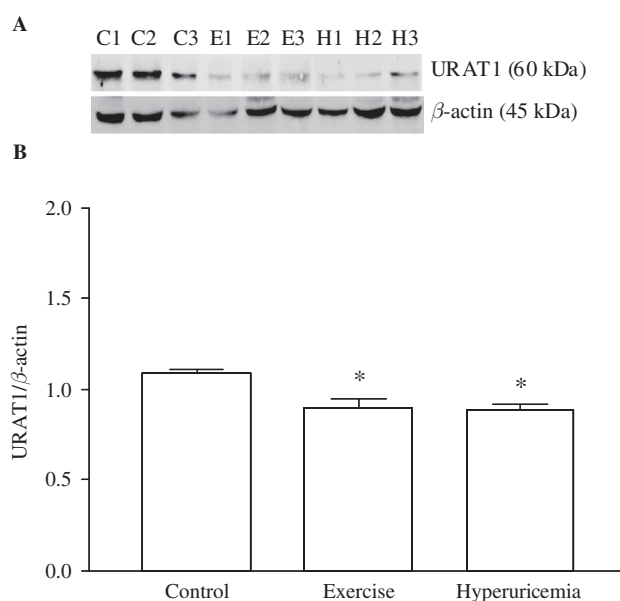 A
C1 C2 C3 E1 E2 E3 H1 H2 H3
URAT1 (60 kDa)
β-actin (45 kDa)
B
2.0
1.5
1.0
0.5
0
URAT1/β-actin
*
*
Control Exercise Hyperuricemia